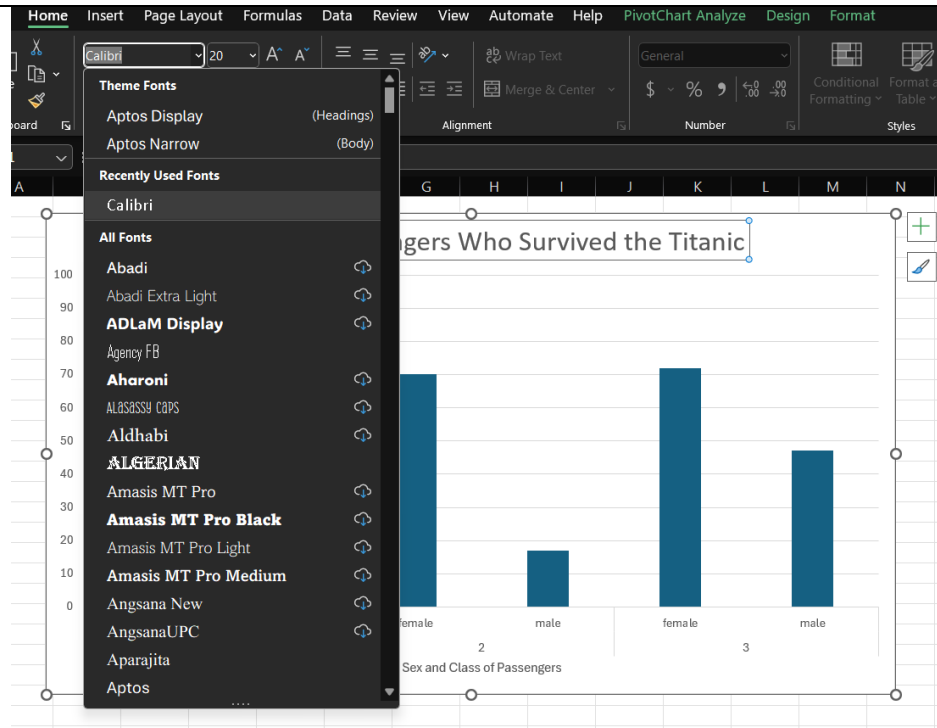 Home Insert Page Layout Formulas Data Review View Automate Help PivotChart Analyze Design Format
Calibri 20 A A Wrap Text General
Merge & Center $ % Conditional Formatting Format a Table
Alignment Number Styles
A G H I J K L M N
Theme Fonts
Aptos Display (Headings)
Aptos Narrow (Body)
Recently Used Fonts
Calibri
All Fonts
Abadi
Abadi Extra Light
ADLaM Display
Agency FB
Aharoni
Alasassy Caps
Aldhabi
ALGERIAN
Amasis MT Pro
Amasis MT Pro Black
Amasis MT Pro Light
Amasis MT Pro Medium
Angsana New
AngsanaUPC
Aparajita
Aptos
ngers Who Survived the Titanic
100
90
80
70
60
50
40
30
20
10
0
female male female male
2 3
Sex and Class of Passengers